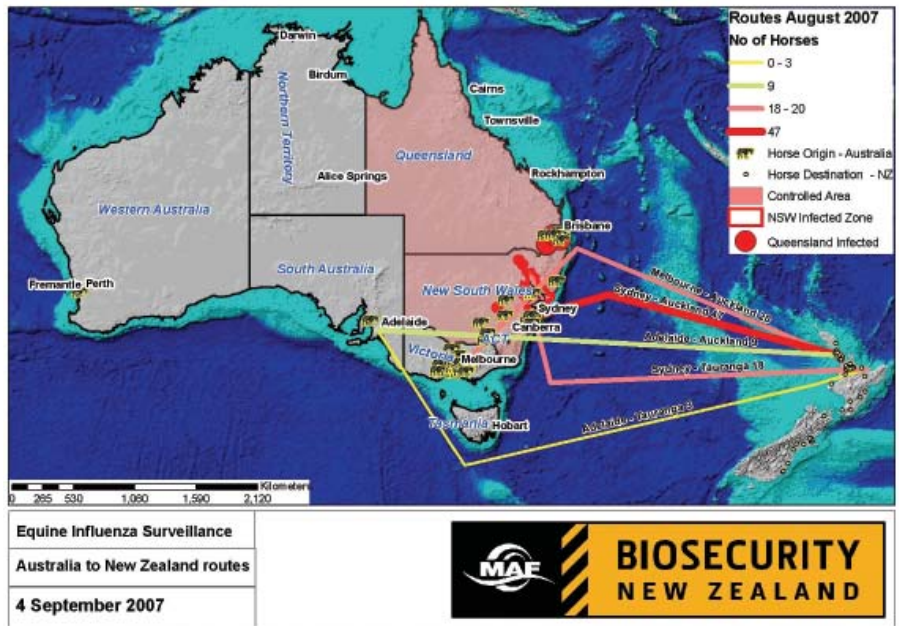 Routes August 2007
No of Horses
0 - 3
9
18 - 20
47
Horse Origin - Australia
Horse Destination - NZ
Controlled Area
NSW Infected Zone
Queensland Infected
Darwin
Birdum
Cairns
Northern Territory
Townsville
Queensland
Alice Springs
Rockhampton
Western Australia
Brisbane
South Australia
Fremantle Perth
New South Wales
Melbourne - Auckland 20
Sydney - Auckland 47
Sydney
Adelaide
Canberra
ACT
Adelaide - Auckland 9
Victoria
Melbourne
Sydney - Tauranga 18
Adelaide - Tauranga 3
Tasmania
Hobart
Kilometers
0 265 530 1,060 1,590 2,120
Equine Influenza Surveillance
Australia to New Zealand routes
4 September 2007
MAF
BIOSECURITY
NEW ZEALAND